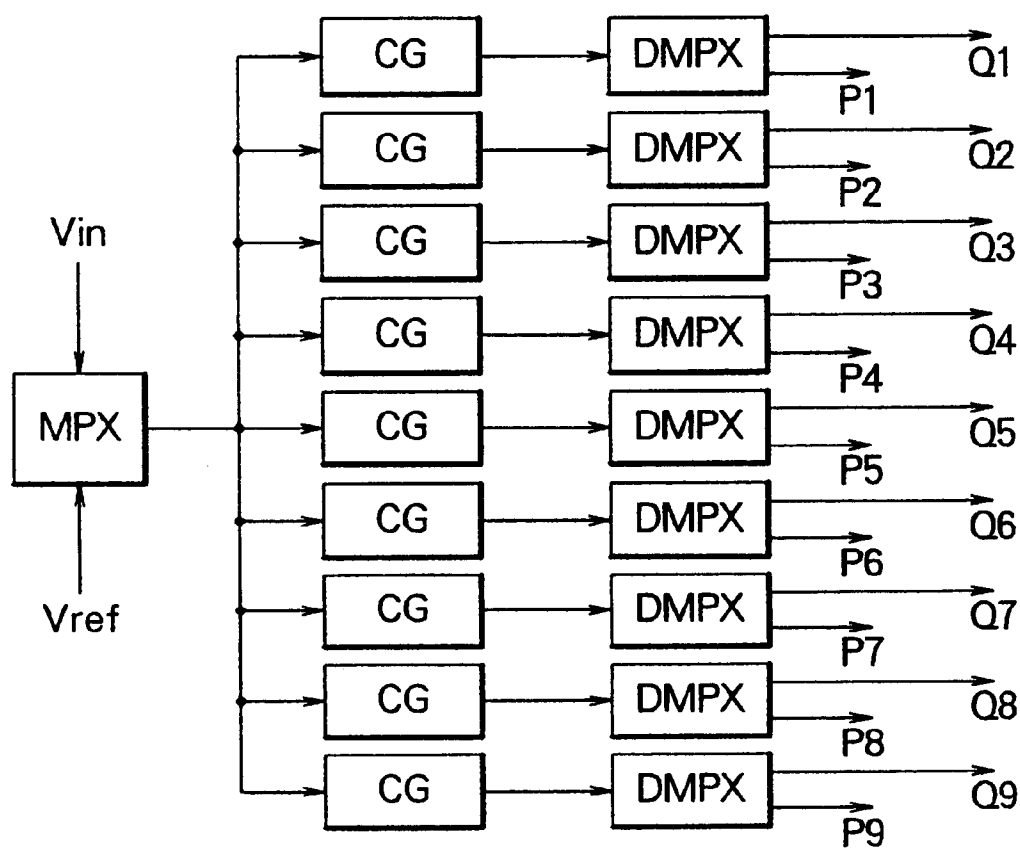 CG DMPX Q1
P1
CG DMPX Q2
P2
CG DMPX Q3
P3
Vin
CG DMPX Q4
P4
MPX CG DMPX Q5
P5
CG DMPX Q6
P6
Vref CG DMPX Q7
P7
CG DMPX Q8
P8
CG DMPX Q9
P9